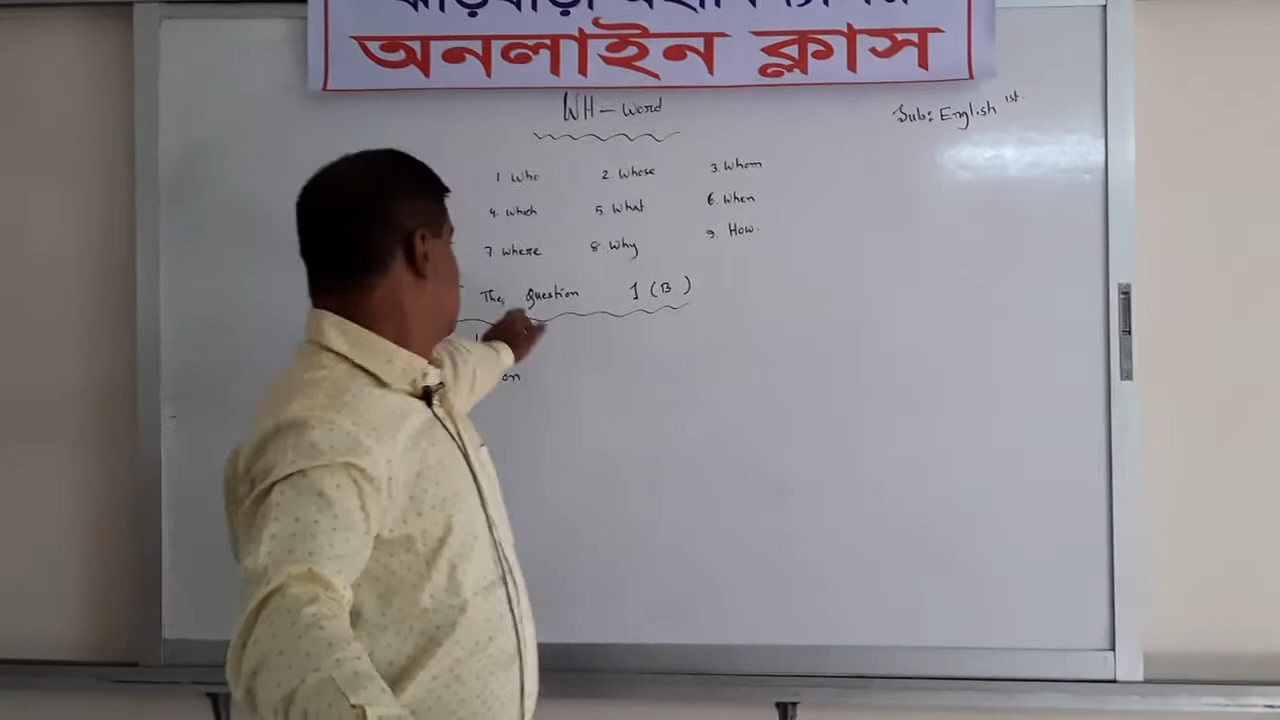 অনলাইন ক্লাস
WH - Word
Sub: English 1st
1 Who 2. Whose 3. Whom
4. Which 5. What 6. When
7. Where 8. Why 9. How.
The Question 1 (B)
on